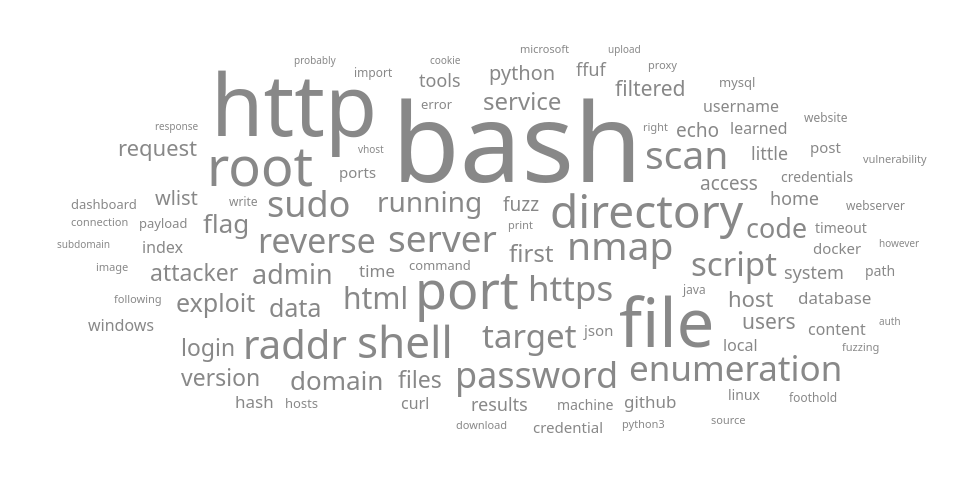 microsoft
upload
probably
cookie
proxy
import
tools
python
ffuf
filtered
mysql
http
error
service
bash
username
website
response
right
echo
learned
request
vhost
scan
little
post
vulnerability
root
ports
access
credentials
dashboard
wlist
write
sudo
running
fuzz
directory
home
webserver
connection
payload
flag
print
code
timeout
subdomain
index
reverse
server
first
nmap
docker
however
image
attacker
admin
time
command
script
system
path
following
exploit
data
html
port
https
java
host
database
windows
file
users
content
auth
login
raddr
shell
target
json
local
fuzzing
version
domain
files
password
enumeration
hash
hosts
curl
results
machine
github
linux
foothold
download
credential
python3
source